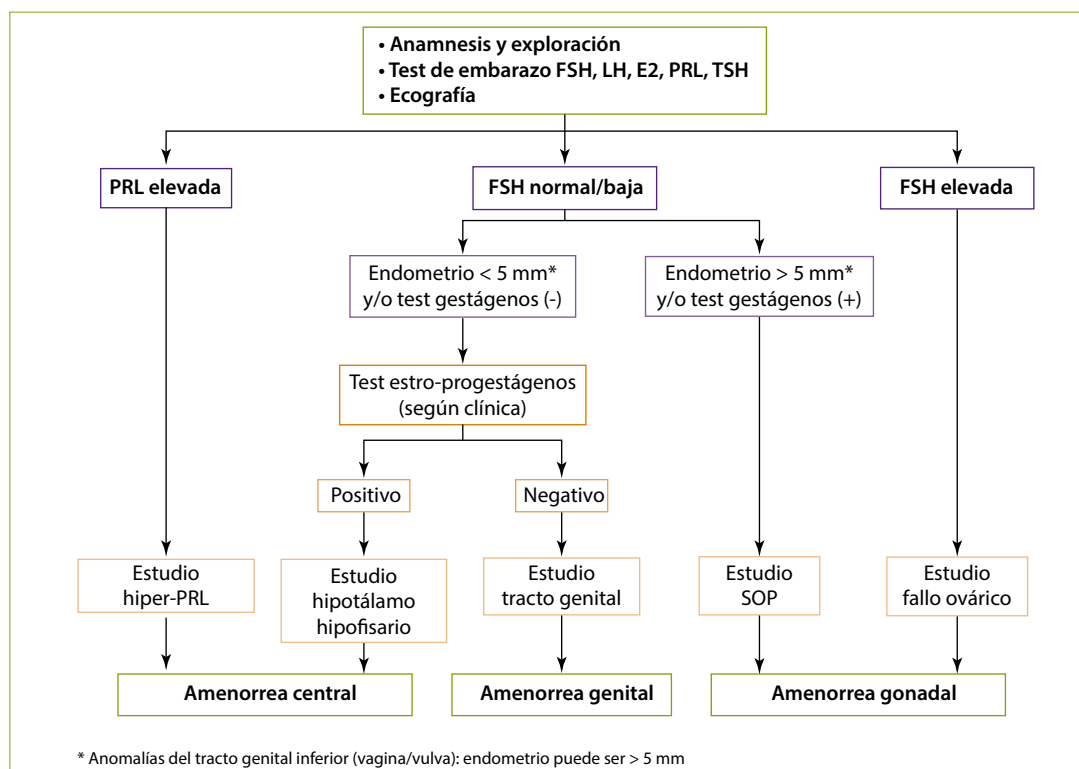 • Anamnesis y exploración
• Test de embarazo FSH, LH, E2, PRL, TSH
• Ecografía
PRL elevada
FSH normal/baja
FSH elevada
Endometrio < 5 mm*
y/o test gestágenos (-)
Endometrio > 5 mm*
y/o test gestágenos (+)
Test estro-progestágenos
(según clínica)
Positivo
Negativo
Estudio
hiper-PRL
Estudio
hipotálamo
hipofisario
Estudio
tracto genital
Estudio
SOP
Estudio
fallo ovárico
Amenorrea central
Amenorrea genital
Amenorrea gonadal
* Anomalías del tracto genital inferior (vagina/vulva): endometrio puede ser > 5 mm